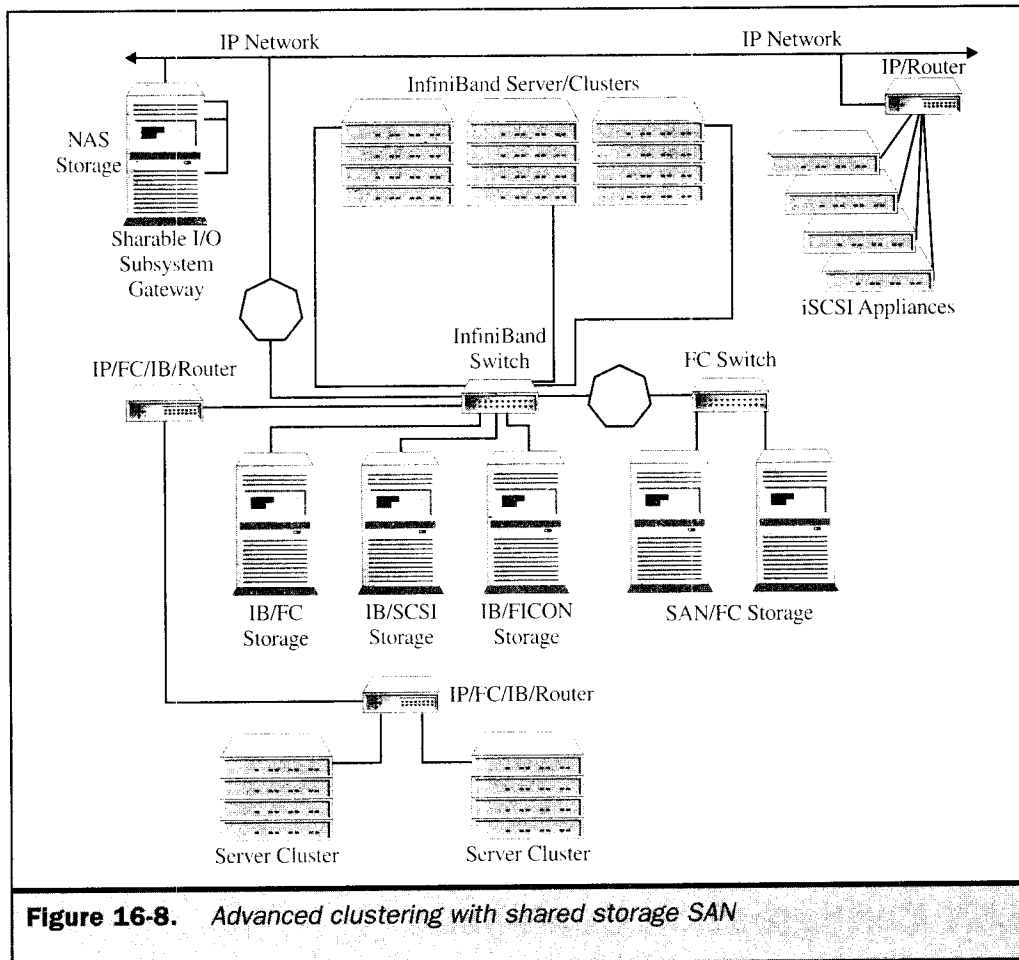 IP Network
IP Network
IP/Router
InfiniBand Server/Clusters
NAS
Storage
Sharable I/O
Subsystem
Gateway
iSCSI Appliances
InfiniBand
Switch
FC Switch
IP/FC/IB/Router
IB/FC
Storage
IB/SCSI
Storage
IB/FICON
Storage
SAN/FC Storage
IP/FC/IB/Router
Server Cluster
Server Cluster
Figure 16-8. Advanced clustering with shared storage SAN